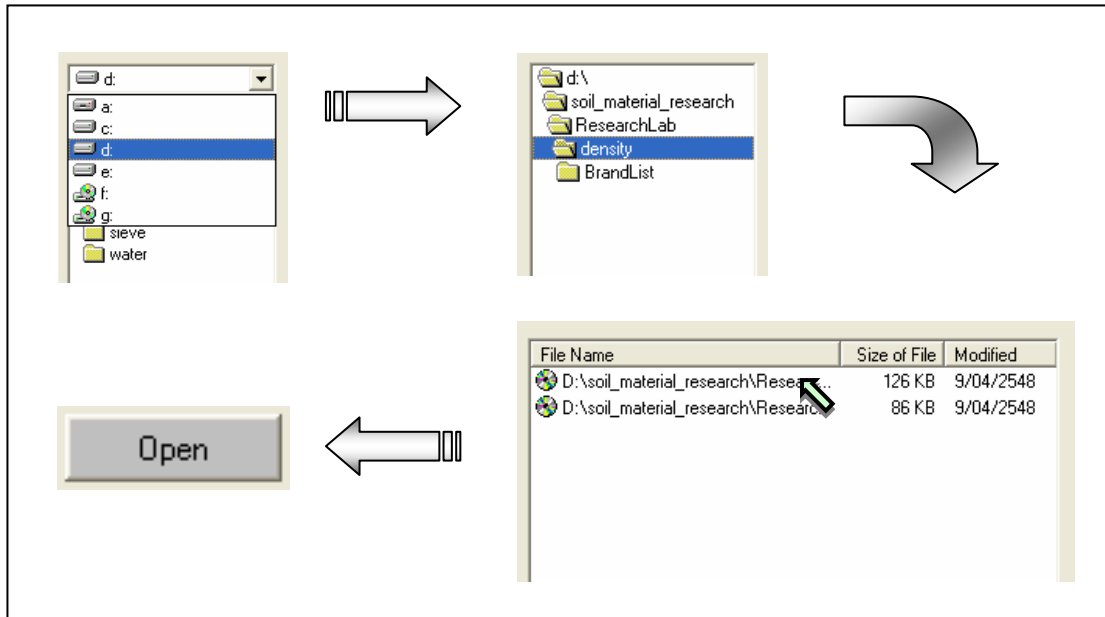 d:
a:
c:
d:
e:
f:
g:
sieve
water
d:\
soil_material_research
ResearchLab
density
BrandList
File Name Size of File Modified
D:\soil_material_research\Researc... 126 KB 9/04/2548
D:\soil_material_research\Researc 86 KB 9/04/2548
Open